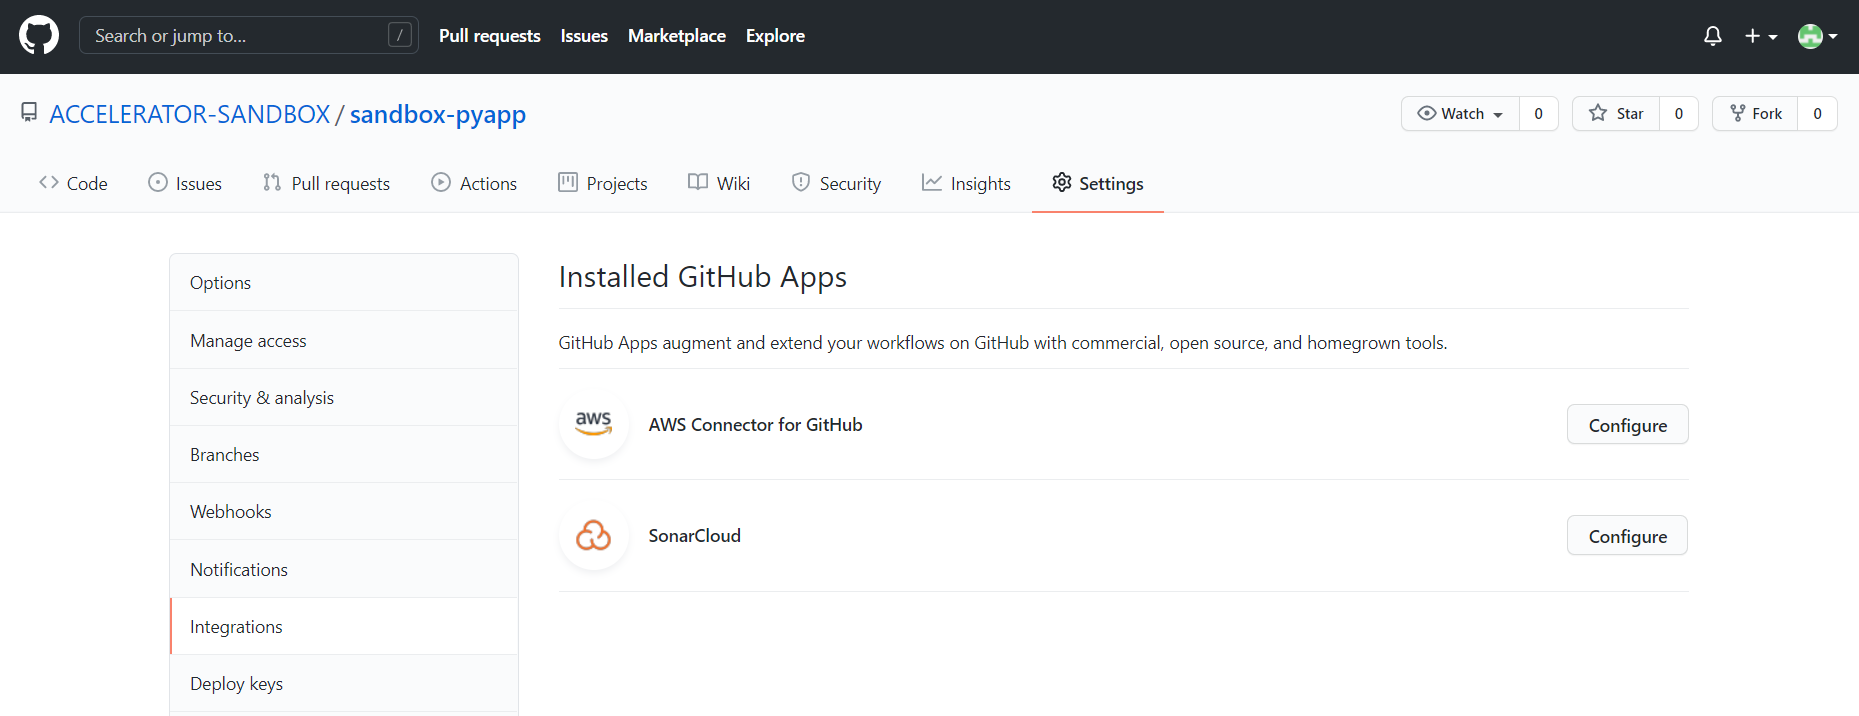 Search or jump to... / Pull requests Issues Marketplace Explore
ACCELERATOR-SANDBOX / sandbox-pyapp Watch 0 Star 0 Fork 0
Code Issues Pull requests Actions Projects Wiki Security Insights Settings
Options
Manage access
Security & analysis
Branches
Webhooks
Notifications
Integrations
Deploy keys
Installed GitHub Apps
GitHub Apps augment and extend your workflows on GitHub with commercial, open source, and homegrown tools.
aws AWS Connector for GitHub Configure
SonarCloud Configure